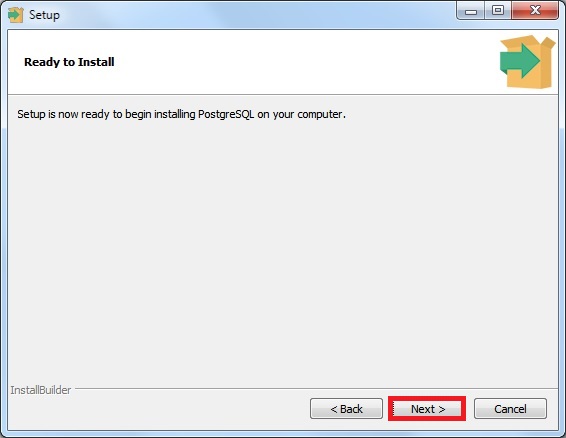 Setup
Ready to Install
Setup is now ready to begin installing PostgreSQL on your computer.
InstallBuilder
< Back
Next >
Cancel